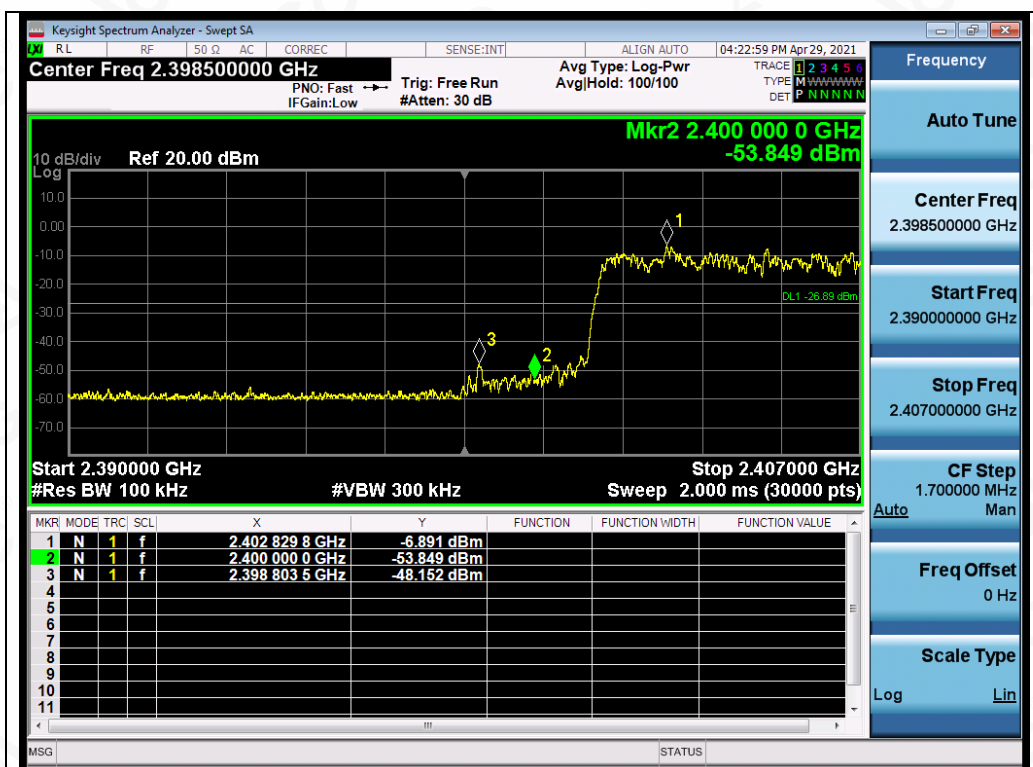 Keysight Spectrum Analyzer - Swept SA
LXI RL RF 50 Ω AC CORREC SENSE:INT ALIGN AUTO 04:22:59 PM Apr 29, 2021
Center Freq 2.398500000 GHz Avg Type: Log-Pwr TRACE 1 2 3 4 5 6
PNO: Fast Trig: Free Run Avg|Hold: 100/100 TYPE M WWWWW
IFGain:Low #Atten: 30 dB DET P N N N N N
Mkr2 2.400 000 0 GHz
-53.849 dBm
10 dB/div Ref 20.00 dBm
Log
10.0
0.00
-10.0
-20.0
-30.0
-40.0
-50.0
-60.0
-70.0
1
DL1 -26.89 dBm
3
2
Start 2.390000 GHz Stop 2.407000 GHz
#Res BW 100 kHz #VBW 300 kHz Sweep 2.000 ms (30000 pts)
MKR MODE TRC SCL X Y FUNCTION FUNCTION WIDTH FUNCTION VALUE
1 N 1 f 2.402 829 8 GHz -6.891 dBm
2 N 1 f 2.400 000 0 GHz -53.849 dBm
3 N 1 f 2.398 803 5 GHz -48.152 dBm
4
5
6
7
8
9
10
11
MSG STATUS
Frequency
Auto Tune
Center Freq
2.398500000 GHz
Start Freq
2.390000000 GHz
Stop Freq
2.407000000 GHz
CF Step
1.700000 MHz
Auto Man
Freq Offset
0 Hz
Scale Type
Log Lin